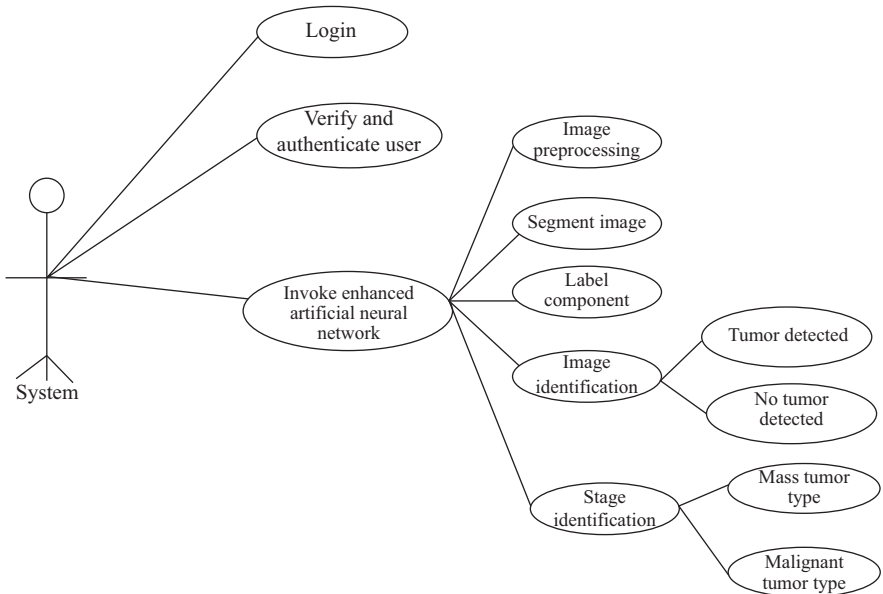 Login
Verify and
authenticate user
System
Invoke enhanced
artificial neural
network
Image
preprocessing
Segment image
Label
component
Image
identification
Tumor detected
No tumor
detected
Stage
identification
Mass tumor
type
Malignant
tumor type